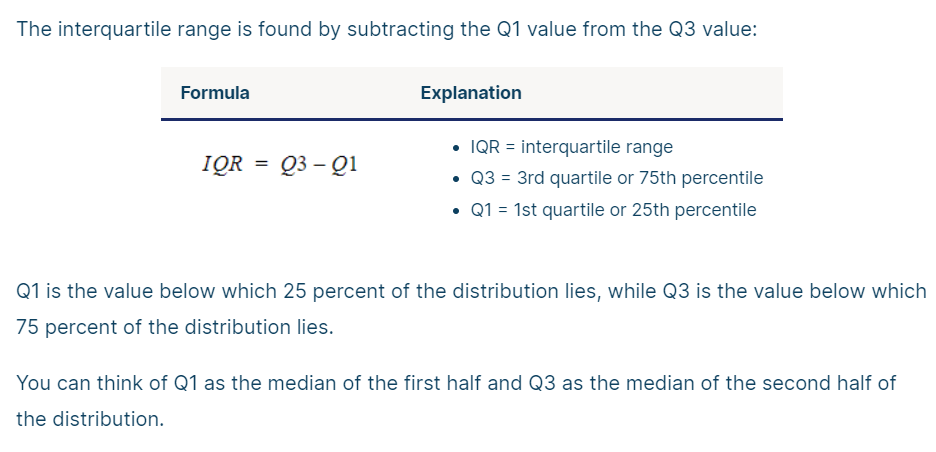 The interquartile range is found by subtracting the Q1 value from the Q3 value:
Formula
Explanation
IQR = Q3 – Q1
• IQR = interquartile range
• Q3 = 3rd quartile or 75th percentile
• Q1 = 1st quartile or 25th percentile
Q1 is the value below which 25 percent of the distribution lies, while Q3 is the value below which
75 percent of the distribution lies.
You can think of Q1 as the median of the first half and Q3 as the median of the second half of
the distribution.